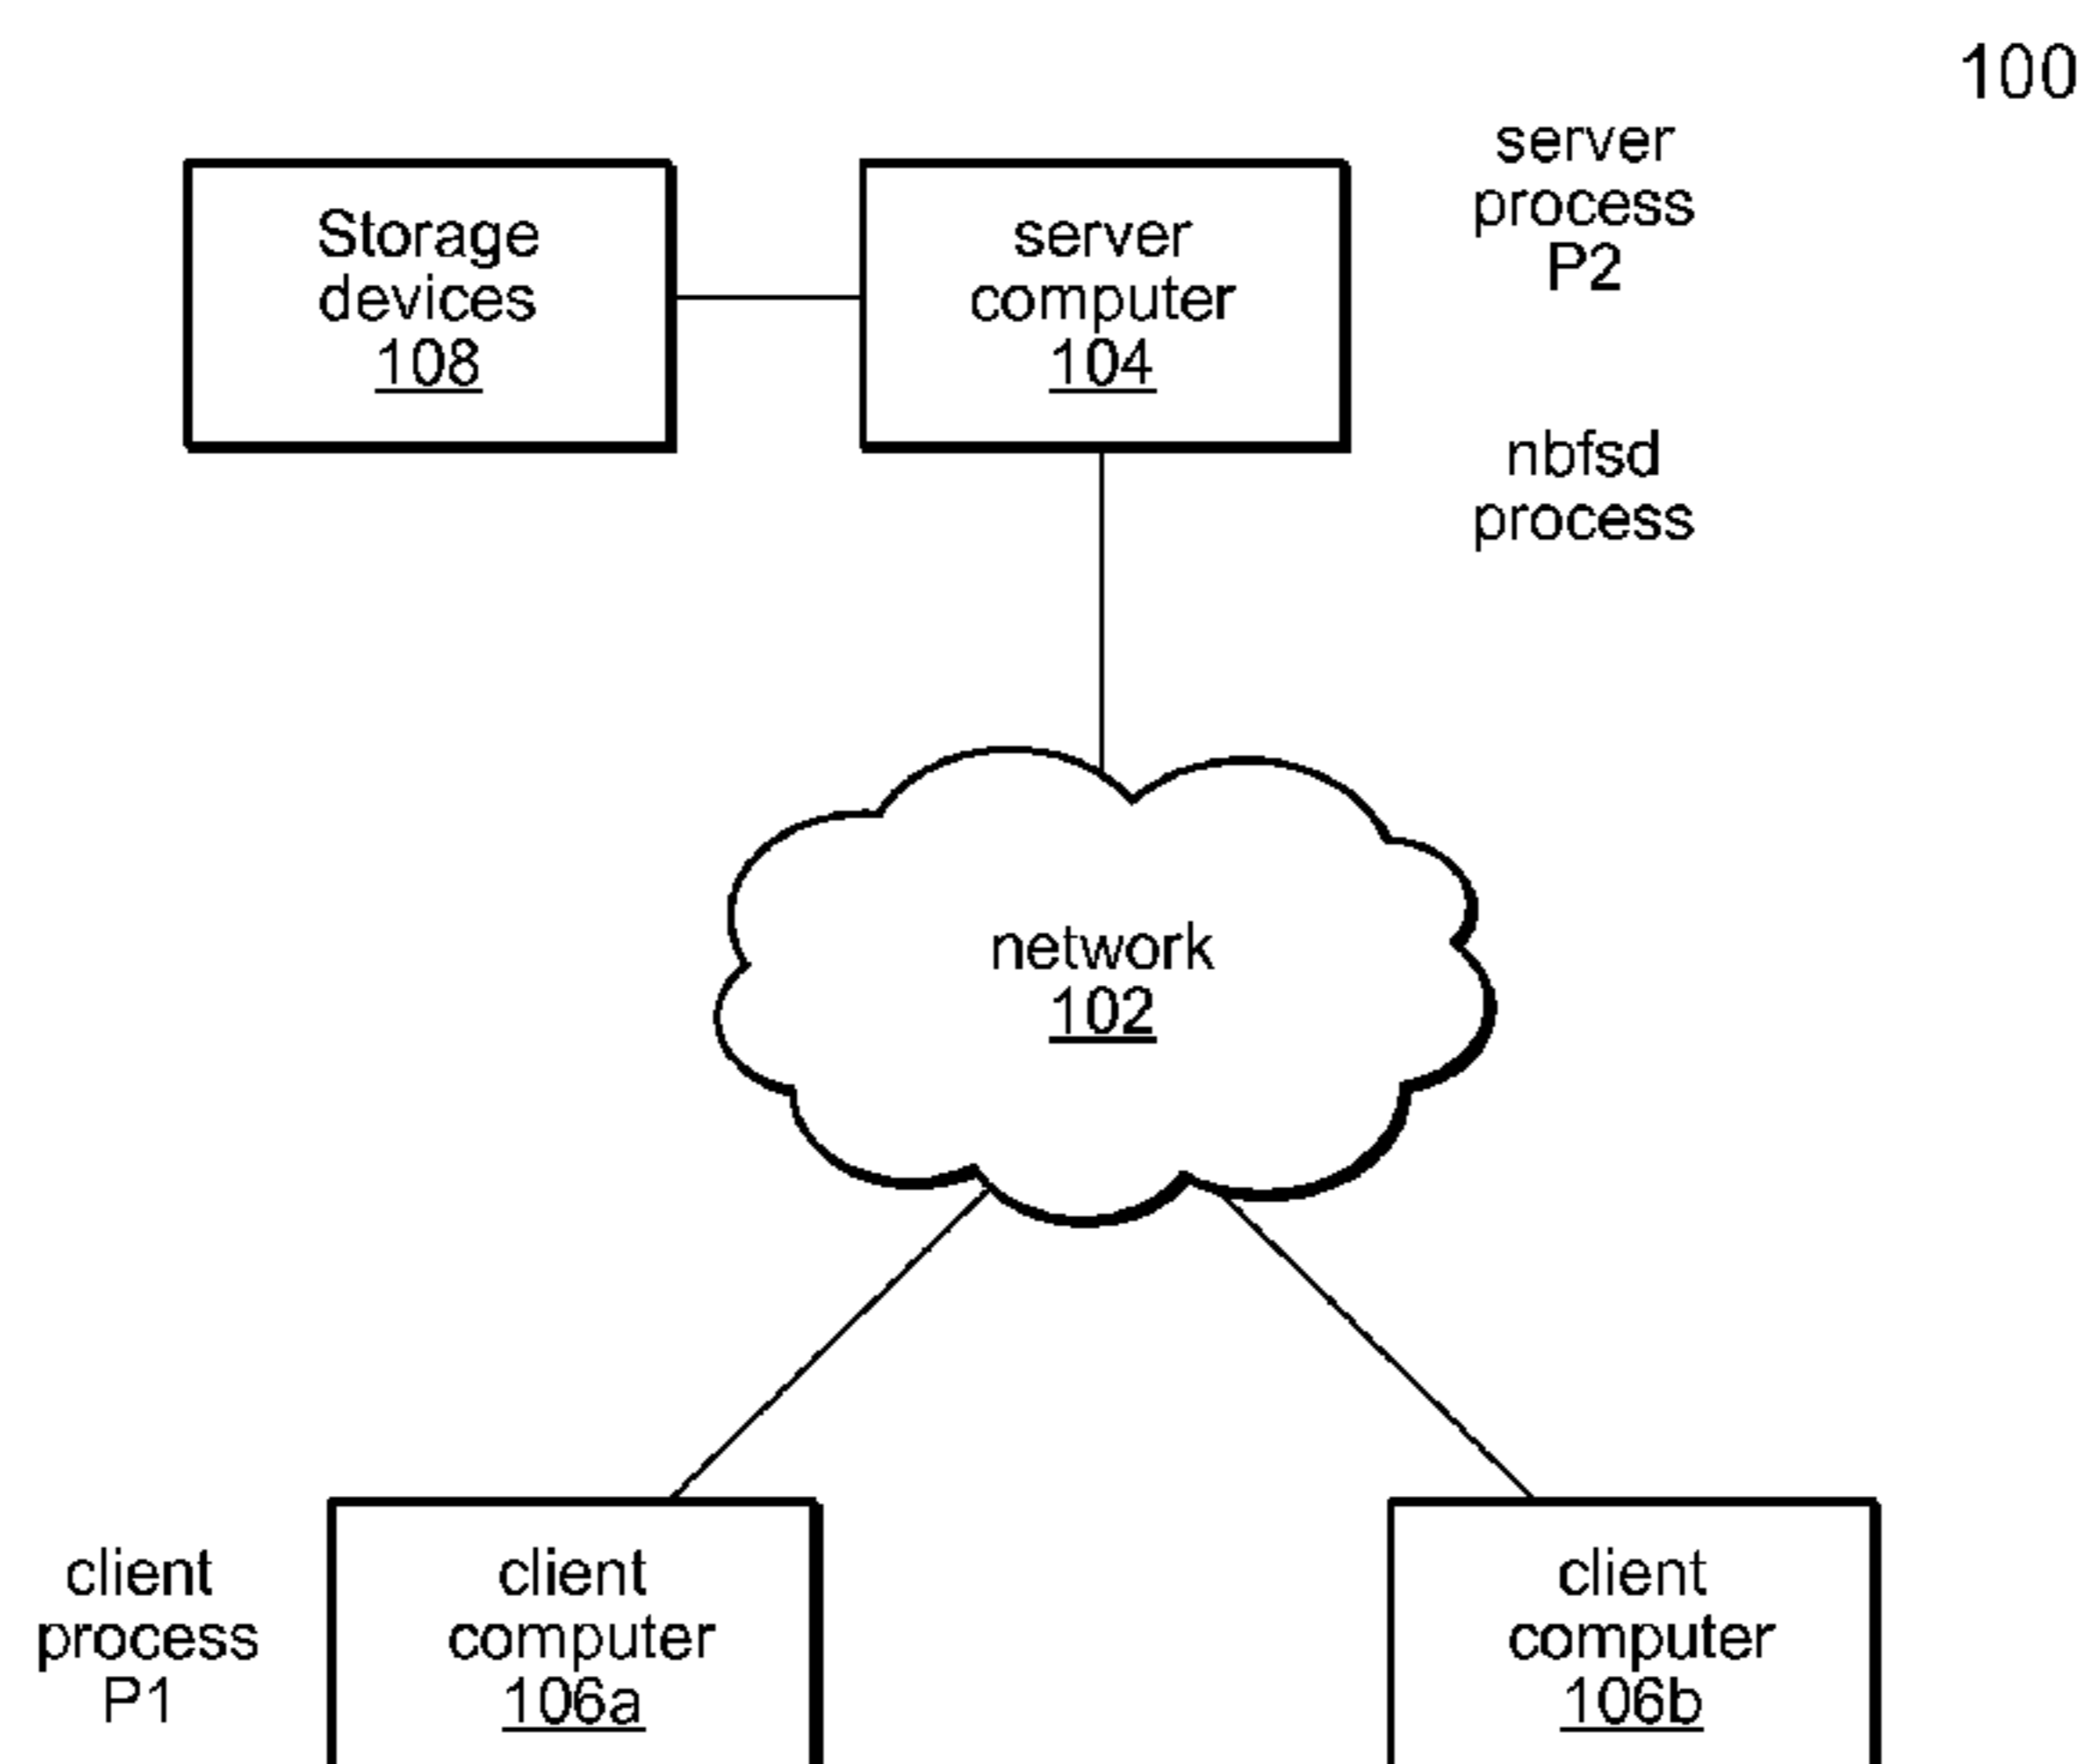 100
Storage
devices
108
server
computer
104
server
process
P2
nbfsd
process
network
102
client
process
P1
client
computer
106a
client
computer
106b